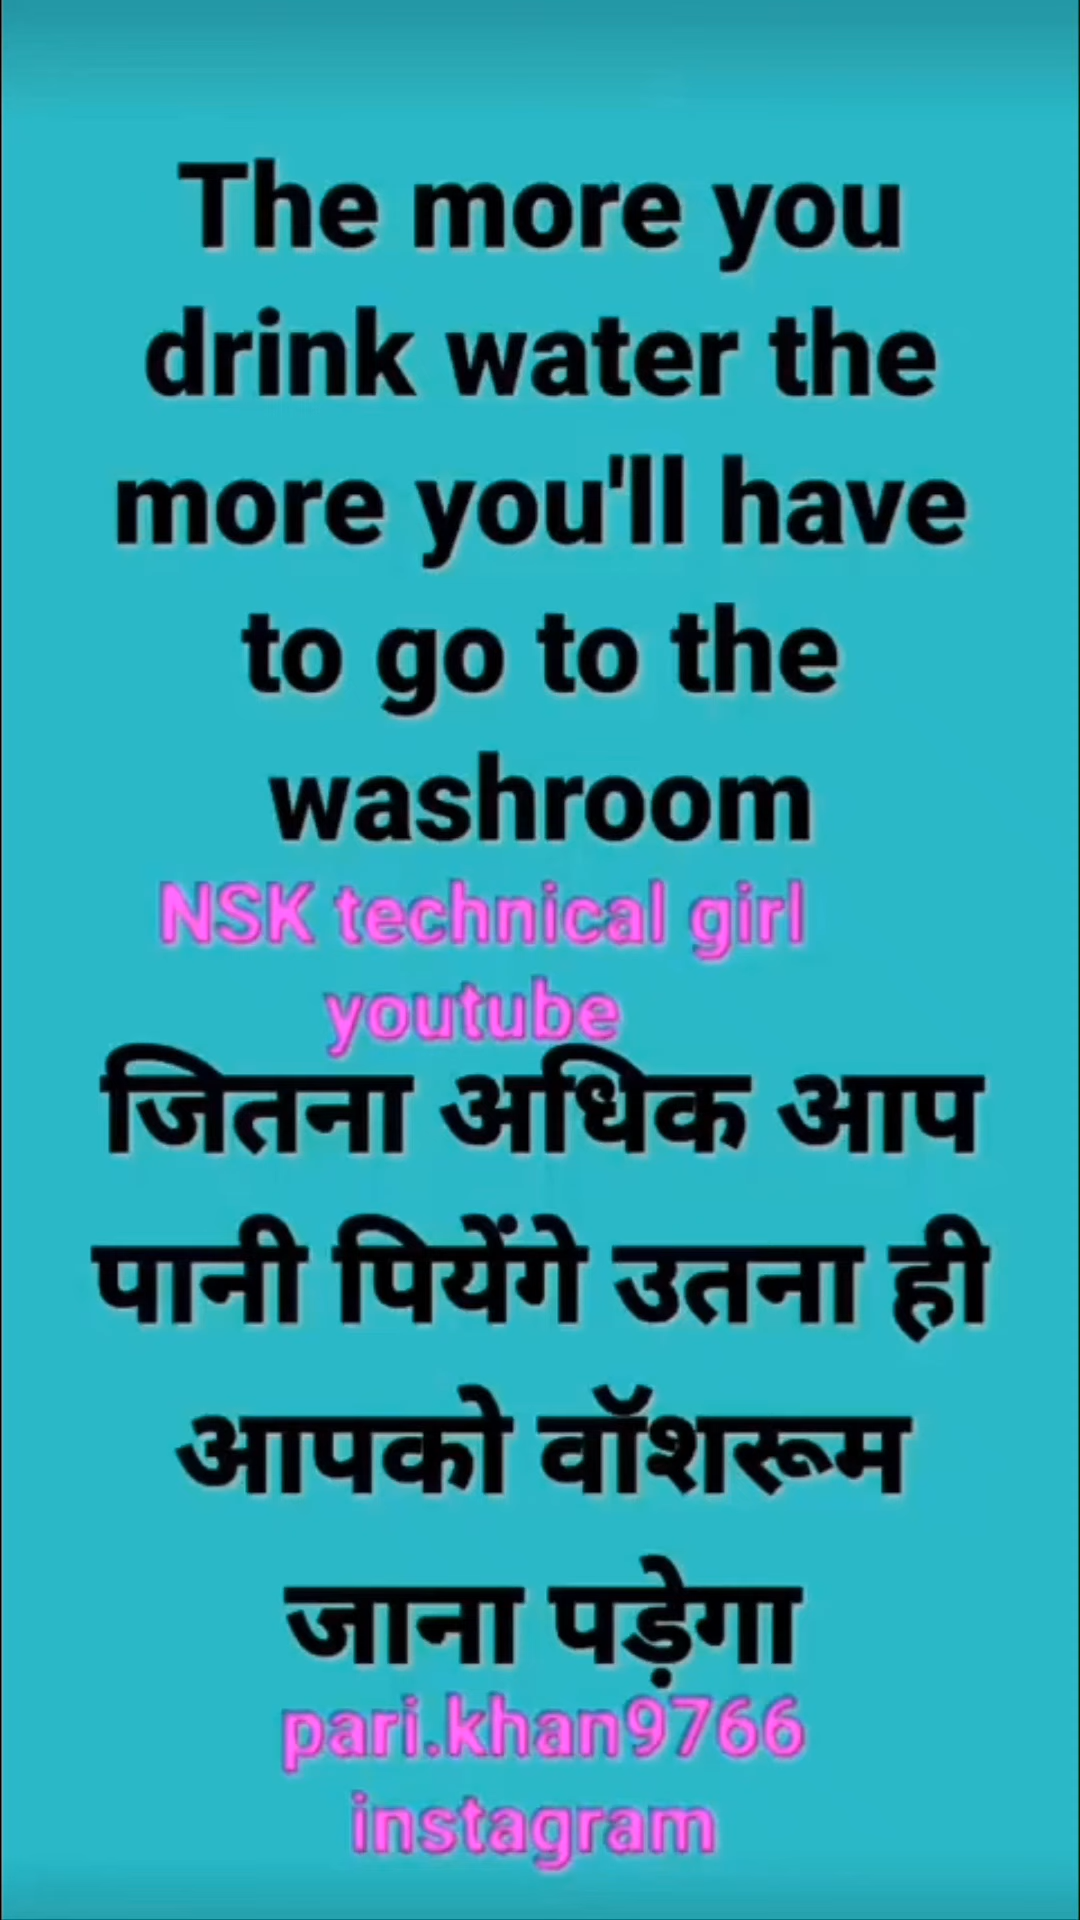 The more you
drink water the
more you'll have
to go to the
washroom
NSK technical girl
youtube
जितना अधिक आप
पानी पियेंगे उतना ही
आपको वॉशरूम
जाना पड़ेगा
pari.khan9766
instagram